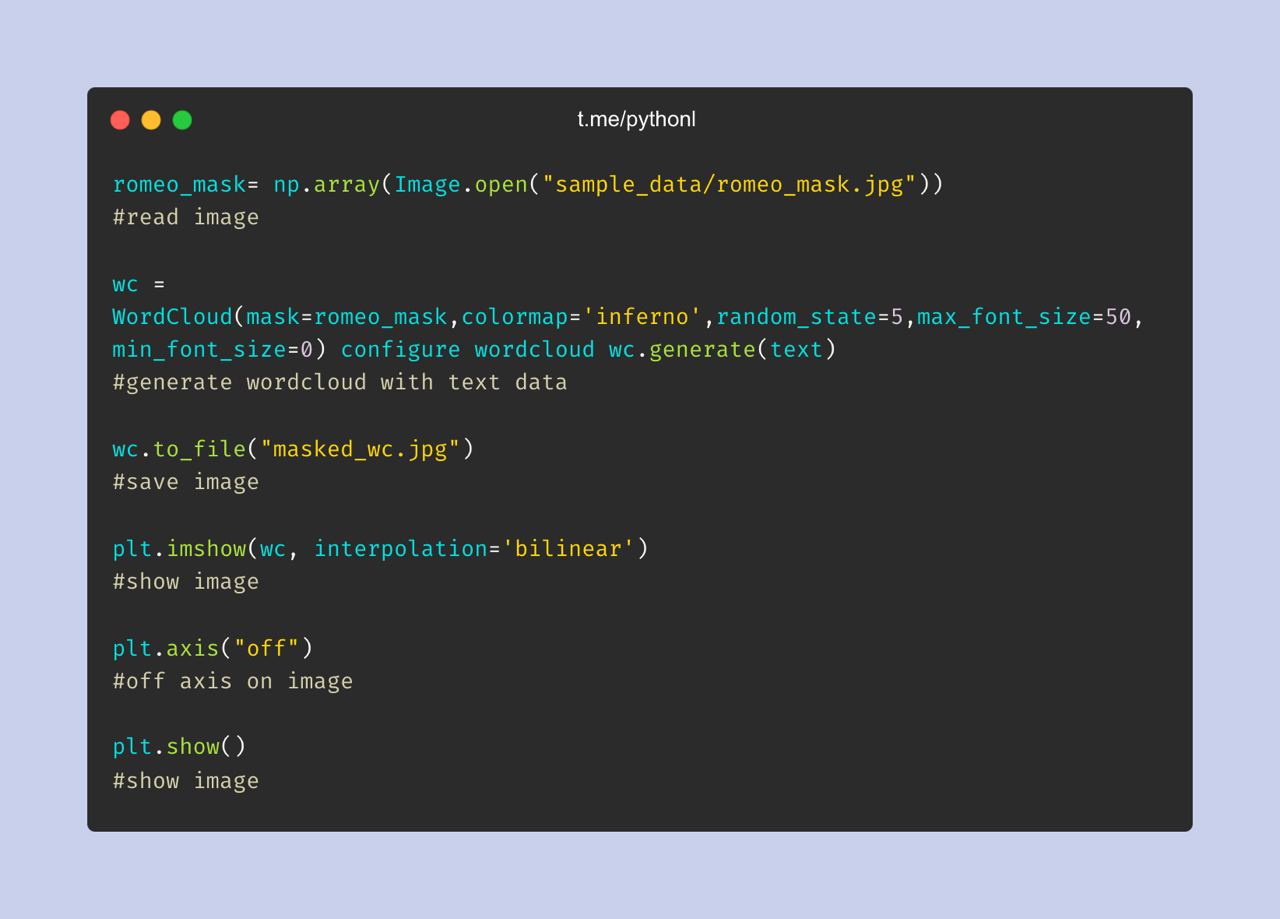 t.me/pythonl
romeo_mask= np.array(Image.open("sample_data/romeo_mask.jpg"))
#read image
wc =
WordCloud(mask=romeo_mask,colormap='inferno',random_state=5,max_font_size=50,
min_font_size=0) configure wordcloud wc.generate(text)
#generate wordcloud with text data
wc.to_file("masked_wc.jpg")
#save image
plt.imshow(wc, interpolation='bilinear')
#show image
plt.axis("off")
#off axis on image
plt.show()
#show image